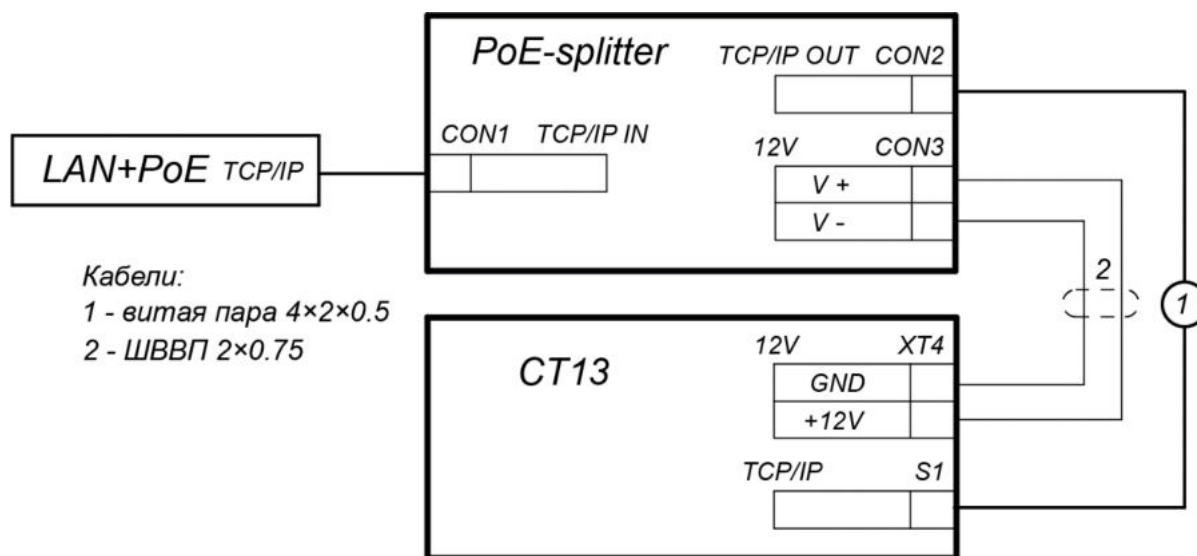 PoE-splitter
TCP/IP OUT CON2
CON1 TCP/IP IN
LAN+PoE TCP/IP
12V CON3
V +
V -
Кабели:
1 - витая пара 4×2×0.5
2 - ШВВП 2×0.75
2
1
CT13
12V XT4
GND
+12V
TCP/IP S1